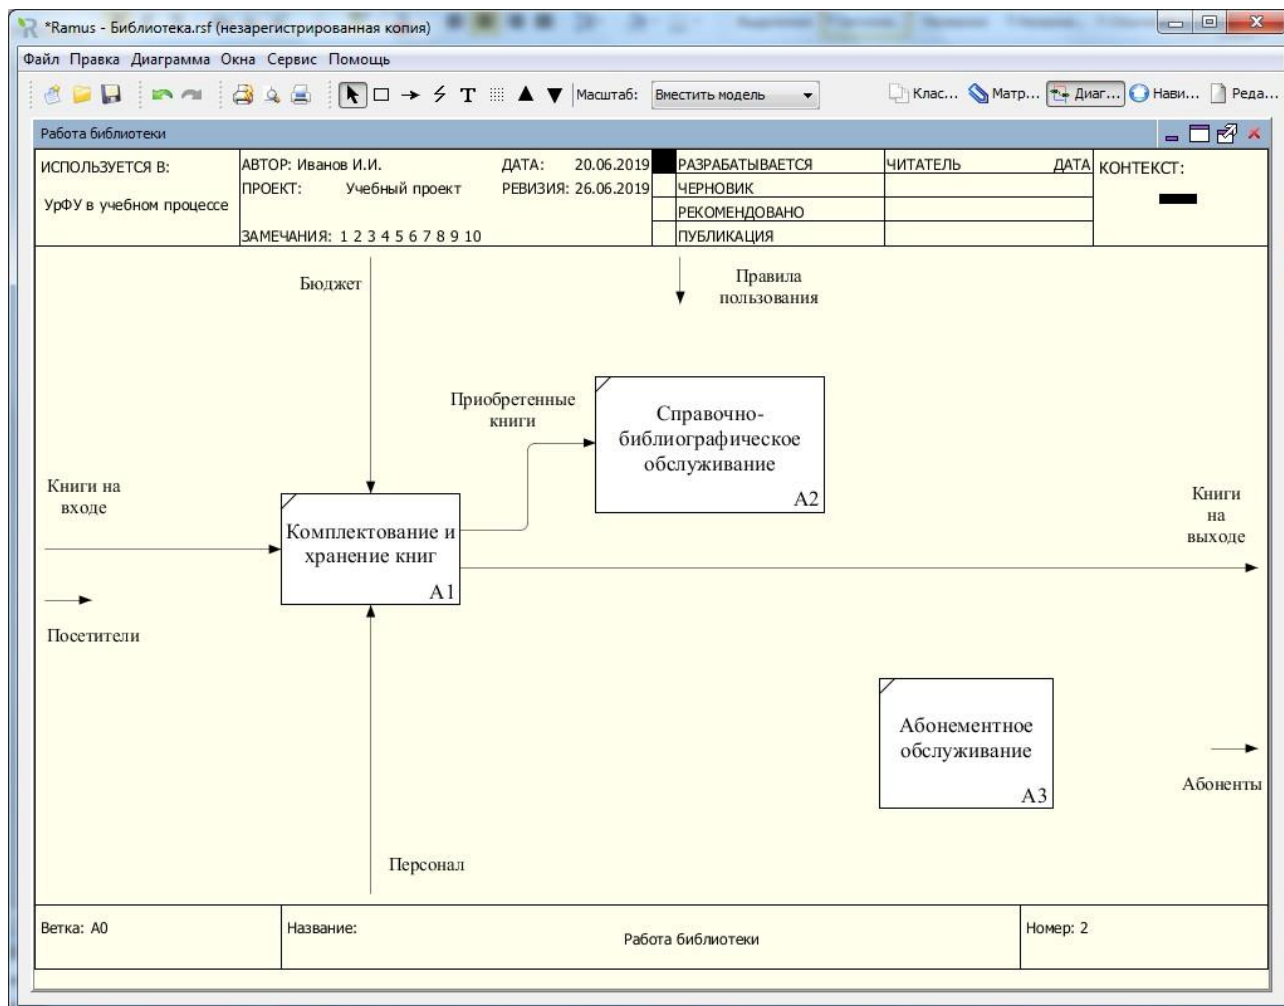 *Ramus - Библиотека.rsf (незарегистрированная копия)
Файл Правка Диаграмма Окна Сервис Помощь
T Масштаб: Вместить модель Клас... Матр... Диаг... Нави... Реда...
Работа библиотеки
ИСПОЛЬЗУЕТСЯ В:
УрФУ в учебном процессе
АВТОР: Иванов И.И. ДАТА: 20.06.2019
ПРОЕКТ: Учебный проект РЕВИЗИЯ: 26.06.2019
ЗАМЕЧАНИЯ: 1 2 3 4 5 6 7 8 9 10
РАЗРАБАТЫВАЕТСЯ
ЧЕРНОВИК
РЕКОМЕНДОВАНО
ПУБЛИКАЦИЯ
ЧИТАТЕЛЬ ДАТА
КОНТЕКСТ:
Бюджет
Правила
пользования
Приобретенные
книги
Справочно-
библиографическое
обслуживание
A2
Книги на
входе
Комплектование и
хранение книг
A1
Книги
на
выходе
Посетители
Абонементное
обслуживание
A3
Абоненты
Персонал
Ветка: A0
Название:
Работа библиотеки
Номер: 2